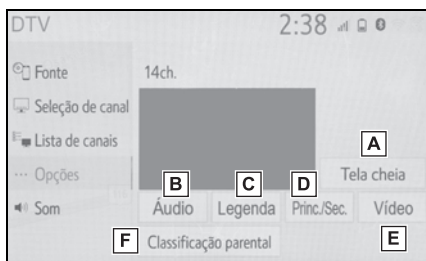 DTV 2:38
Fonte 14ch.
Seleção de canal
Lista de canais
A
Opções Tela cheia
B C D
Som Áudio Legenda Princ./Sec. Vídeo
F Classificação parental E